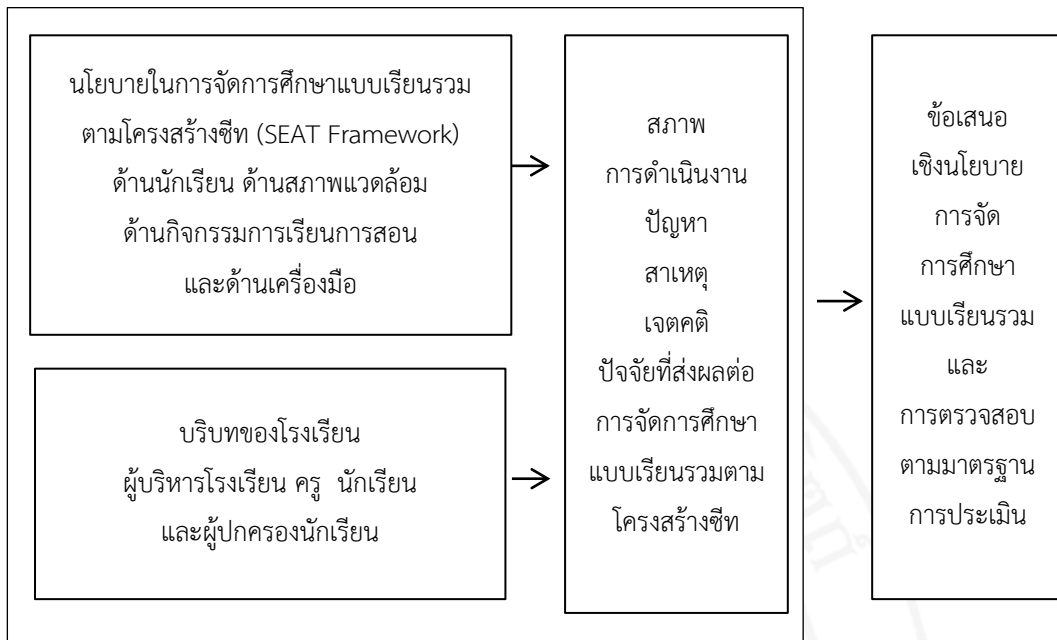 นโยบายในการจัดการศึกษาแบบเรียนรวม
ตามโครงสร้างซีท (SEAT Framework)
ด้านนักเรียน ด้านสภาพแวดล้อม
ด้านกิจกรรมการเรียนการสอน
และด้านเครื่องมือ
บริบทของโรงเรียน
ผู้บริหารโรงเรียน ครู นักเรียน
และผู้ปกครองนักเรียน
สภาพ
การดำเนินงาน
ปัญหา
สาเหตุ
เจตคติ
ปัจจัยที่ส่งผลต่อ
การจัดการศึกษา
แบบเรียนรวมตาม
โครงสร้างซีท
ข้อเสนอ
เชิงนโยบาย
การจัด
การศึกษา
แบบเรียนรวม
และ
การตรวจสอบ
ตามมาตรฐาน
การประเมิน